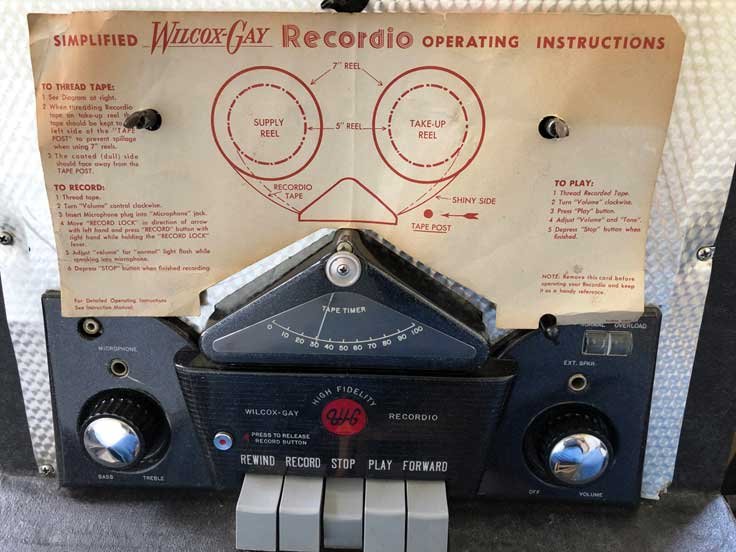 SIMPLIFIED WILCOX-GAY Recordio OPERATING INSTRUCTIONS
TO THREAD TAPE:
1 See Diagram at right.
2 When threading Recordio
tape on take-up reel
tape should be kept to
left side of the "TAPE
POST" to prevent spillage
when using 7" reels.
3 The coated (dull) side
should face away from the
TAPE POST.
TO RECORD:
1 Thread tape.
2 Turn "Volume" control clockwise.
3 Insert Microphone plug into "Microphone" jack.
4 Move "RECORD LOCK" in direction of arrow
with left hand and press "RECORD" button with
right hand while holding the "RECORD LOCK"
lever.
5 Adjust "volume" for "normal" light flash while
speaking into microphone.
6 Depress "STOP" button when finished recording
For Detailed Operating Instructions
See Instruction Manual.
7" REEL
SUPPLY
REEL
5" REEL
TAKE-UP
REEL
RECORDIO
TAPE
SHINY SIDE
TAPE POST
TO PLAY:
1 Thread Recorded Tape.
2 Turn "Volume" clockwise.
3 Press "Play" button.
4 Adjust "Volume" and "Tone".
5 Depress "Stop" button when
finished.
NOTE: Remove this card before
operating your Recordio and keep
it as a handy reference.
TAPE TIMER
0 10 20 30 40 50 60 70 80 90 100
MICROPHONE
BASS TREBLE
NORMAL OVERLOAD
EXT. SPKR.
OFF VOLUME
HIGH FIDELITY
WILCOX-GAY W-G RECORDIO
PRESS TO RELEASE
RECORD BUTTON
REWIND RECORD STOP PLAY FORWARD